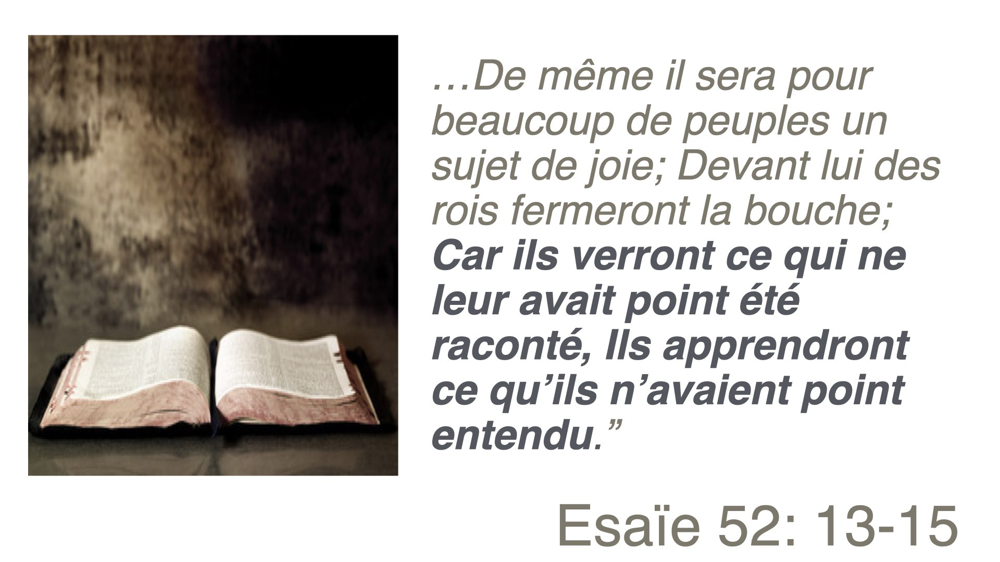 …De même il sera pour
beaucoup de peuples un
sujet de joie; Devant lui des
rois fermeront la bouche;
Car ils verront ce qui ne
leur avait point été
raconté, Ils apprendront
ce qu’ils n’avaient point
entendu.”
Esaïe 52: 13-15